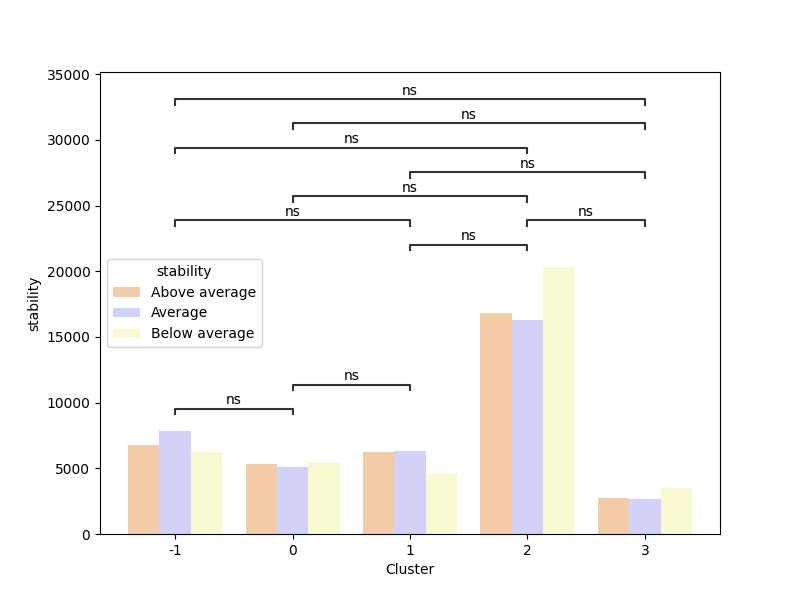 35000
30000
25000
20000
15000
10000
5000
0
stability
ns
ns
ns
ns
ns
ns
ns
ns
ns
ns
stability
Above average
Average
Below average
-1
0
1
2
3
Cluster